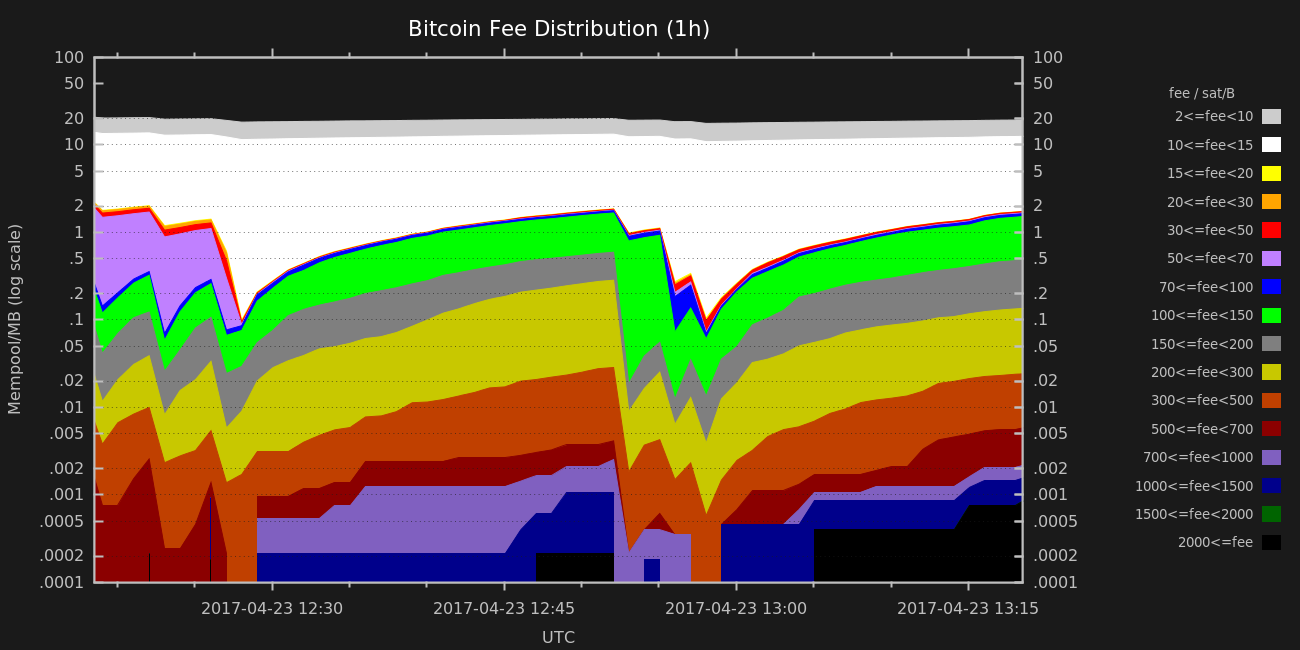 Bitcoin Fee Distribution (1h)
100 100
50 50
20 20
10 10
5 5
2 2
1 1
.5 .5
.2 .2
.1 .1
.05 .05
.02 .02
.01 .01
.005 .005
.002 .002
.001 .001
.0005 .0005
.0002 .0002
.0001 .0001
Mempool/MB (log scale)
2017-04-23 12:30 2017-04-23 12:45 2017-04-23 13:00 2017-04-23 13:15
UTC
fee / sat/B
2<=fee<10
10<=fee<15
15<=fee<20
20<=fee<30
30<=fee<50
50<=fee<70
70<=fee<100
100<=fee<150
150<=fee<200
200<=fee<300
300<=fee<500
500<=fee<700
700<=fee<1000
1000<=fee<1500
1500<=fee<2000
2000<=fee